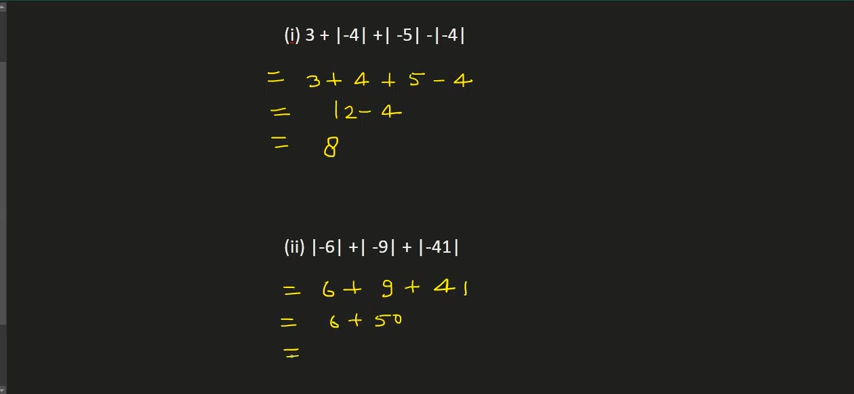 (i) 3 + |-4| +| -5| -|-4|
= 3 + 4 + 5 - 4
= 12 - 4
= 8
(ii) |-6| +| -9| + |-41|
= 6 + 9 + 41
= 6 + 50
=